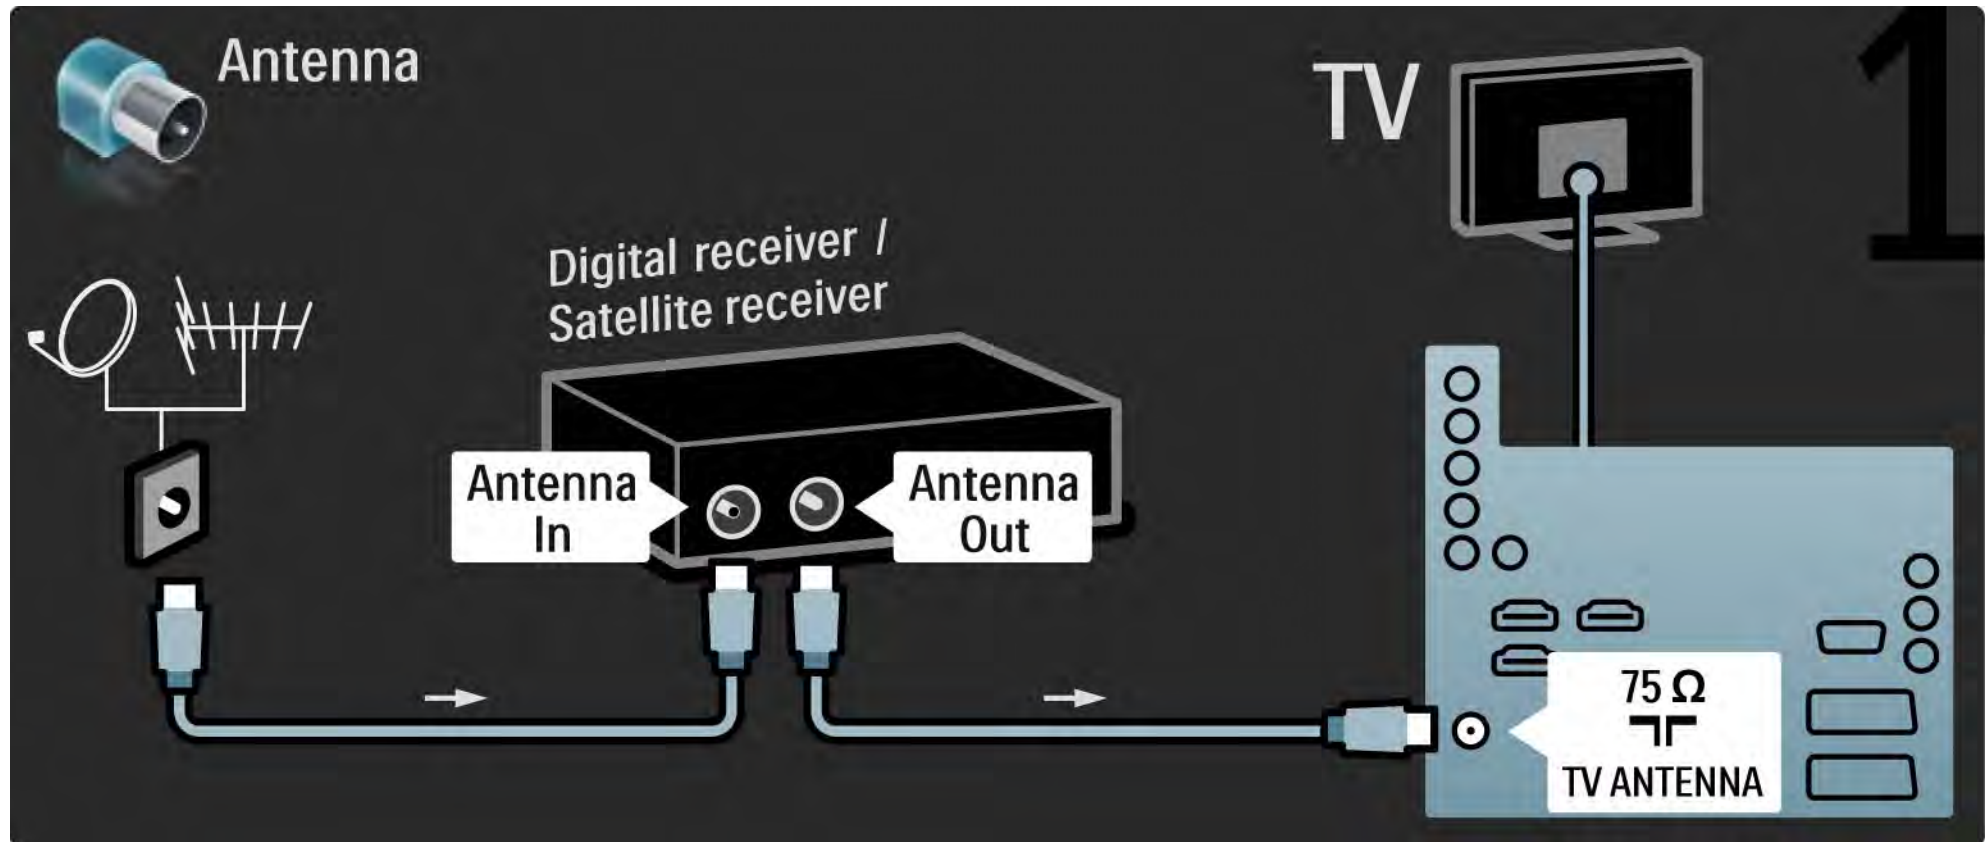 Antenna
TV
1
Digital receiver /
Satellite receiver
Antenna
In
Antenna
Out
75 Ω
TV ANTENNA